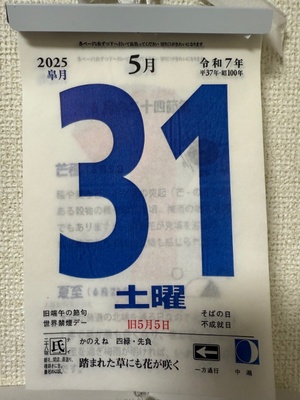 2025 5月 令和7年
皐月 平37年・昭100年
31
土曜
旧端午の節句 そばの日
世界禁煙デー 不成就日
旧5月5日
氐 かのえね 四緑・先負
踏まれた草にも花が咲く
一方通行 中潮